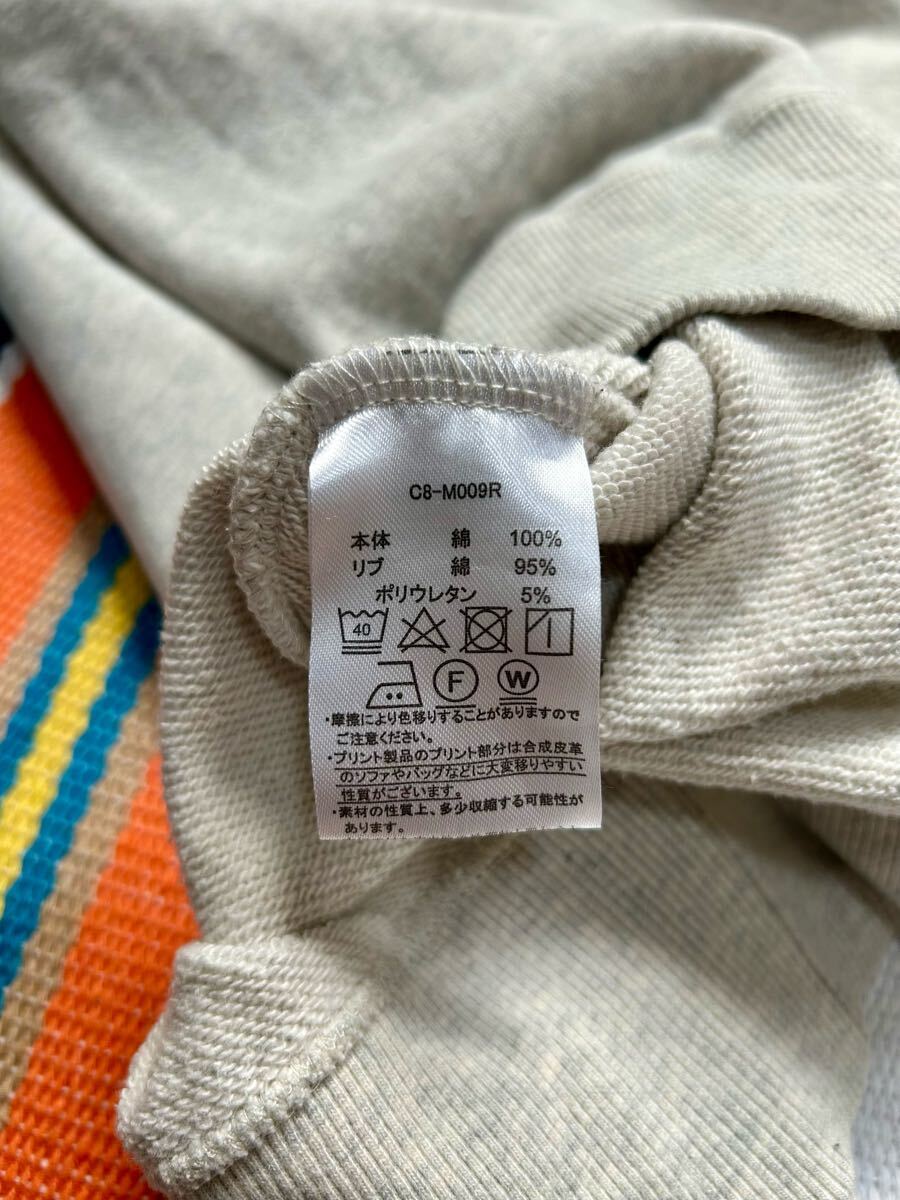 C8-M009R
本体 綿 100%
リブ 綿 95%
ポリウレタン 5%
40
F W
・摩擦により色移りすることがありますので
ご注意ください。
・プリント製品のプリント部分は合成皮革
のソファやバッグなどに大変移りやすい
性質がございます。
・素材の性質上、多少収縮する可能性が
あります。